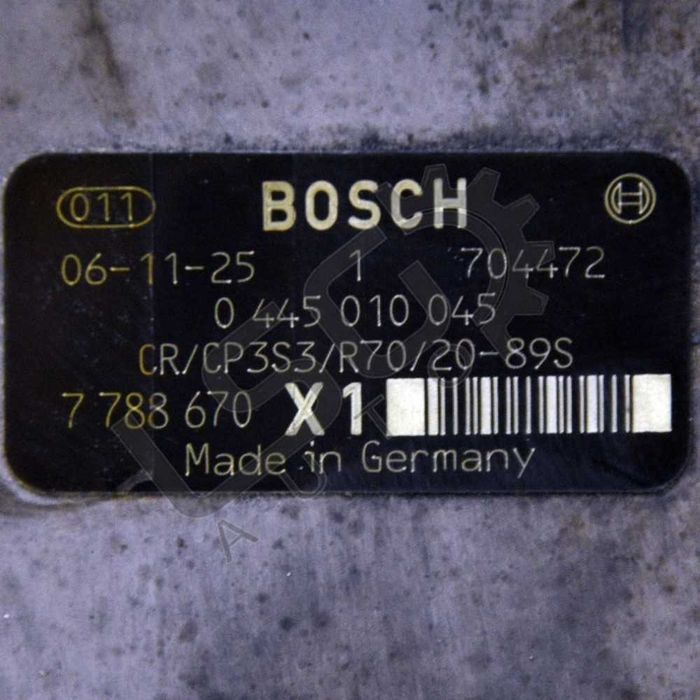 011 BOSCH
06-11-25 1 704472
0 445 010 045
CR/CP3S3/R70/20-89S
7 788 670 X1
Made in Germany